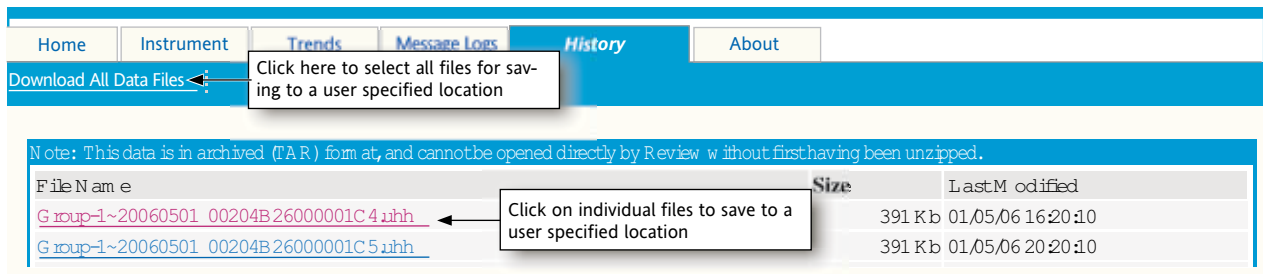 Home Instrument Trends Message Logs History About
Download All Data Files
Click here to select all files for sav-
ing to a user specified location
Note: This data is in archived (TAR) format, and cannot be opened directly by Review without first having been unzipped.
File Name Size Last Modified
Group-1~20060501_00204B26000001C4.uhh 391 Kb 01/05/06 16:20:10
Click on individual files to save to a
user specified location
Group-1~20060501_00204B26000001C5.uhh 391 Kb 01/05/06 20:20:10